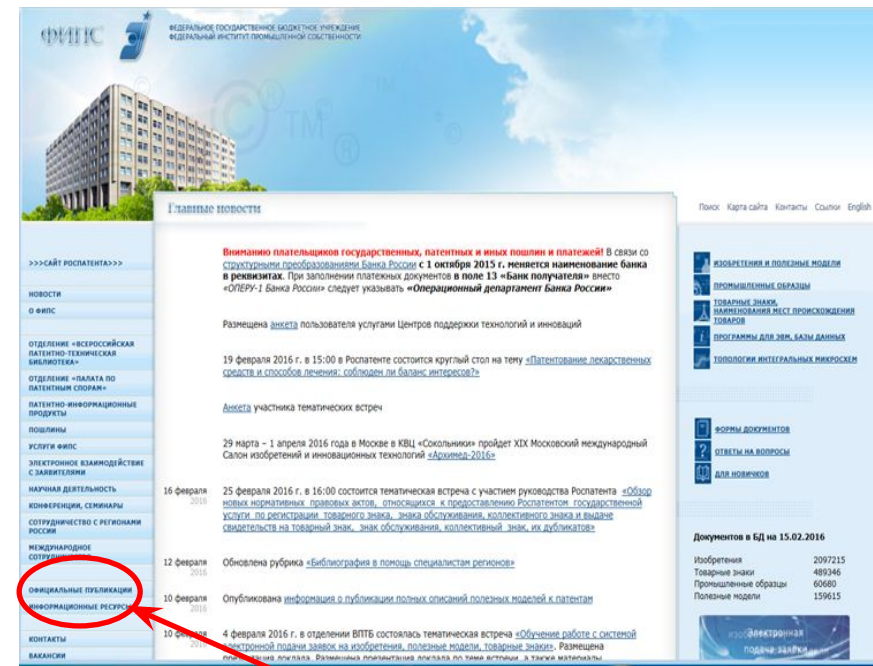 ФИПС
ФЕДЕРАЛЬНОЕ ГОСУДАРСТВЕННОЕ БЮДЖЕТНОЕ УЧРЕЖДЕНИЕ
ФЕДЕРАЛЬНЫЙ ИНСТИТУТ ПРОМЫШЛЕННОЙ СОБСТВЕННОСТИ
Главные новости
Поиск Карта сайта Контакты Ссылки English
>>>САЙТ РОСПАТЕНТА>>>
НОВОСТИ
О ФИПС
ОТДЕЛЕНИЕ «ВСЕРОССИЙСКАЯ
ПАТЕНТНО-ТЕХНИЧЕСКАЯ
БИБЛИОТЕКА»
ОТДЕЛЕНИЕ «ПАЛАТА ПО
ПАТЕНТНЫМ СПОРАМ»
ПАТЕНТНО-ИНФОРМАЦИОННЫЕ
ПРОДУКТЫ
ПОШЛИНЫ
УСЛУГИ ФИПС
ЭЛЕКТРОННОЕ ВЗАИМОДЕЙСТВИЕ
С ЗАЯВИТЕЛЯМИ
НАУЧНАЯ ДЕЯТЕЛЬНОСТЬ
КОНФЕРЕНЦИИ, СЕМИНАРЫ
СОТРУДНИЧЕСТВО С РЕГИОНАМИ
РОССИИ
МЕЖДУНАРОДНОЕ
СОТРУДНИЧЕСТВО
ОФИЦИАЛЬНЫЕ ПУБЛИКАЦИИ
ИНФОРМАЦИОННЫЕ РЕСУРСЫ
КОНТАКТЫ
ВАКАНСИИ
Вниманию плательщиков государственных, патентных и иных пошлин и платежей! В связи со
структурными преобразованиями Банка России с 1 октября 2015 г. меняется наименование банка
в реквизитах. При заполнении платежных документов в поле 13 «Банк получателя» вместо
«ОПЕРУ-1 Банка России» следует указывать «Операционный департамент Банка России»
Размещена анкета пользователя услугами Центров поддержки технологий и инноваций
19 февраля 2016 г. в 15:00 в Роспатенте состоится круглый стол на тему «Патентование лекарственных
средств и способов лечения: соблюден ли баланс интересов?»
Анкета участника тематических встреч
29 марта – 1 апреля 2016 года в Москве в КВЦ «Сокольники» пройдет XIX Московский международный
Салон изобретений и инновационных технологий «Архимед-2016»
16 февраля 25 февраля 2016 г. в 16:00 состоится тематическая встреча с участием руководства Роспатента «Обзор
2016 новых нормативных правовых актов, относящихся к предоставлению Роспатентом государственной
услуги по регистрации товарного знака, знака обслуживания, коллективного знака и выдаче
свидетельств на товарный знак, знак обслуживания, коллективный знак, их дубликатов»
12 февраля Обновлена рубрика «Библиография в помощь специалистам регионов»
2016
10 февраля Опубликована информация о публикации полных описаний полезных моделей к патентам
2016
10 февраля 4 февраля 2016 г. в отделении ВПТБ состоялась тематическая встреча «Обучение работе с системой
2016 электронной подачи заявок на изобретения, полезные модели, товарные знаки». Размещена
презентация доклада. Размещена презентация доклада по теме встречи, а также материалы
ИЗОБРЕТЕНИЯ И ПОЛЕЗНЫЕ МОДЕЛИ
ПРОМЫШЛЕННЫЕ ОБРАЗЦЫ
ТОВАРНЫЕ ЗНАКИ,
НАИМЕНОВАНИЯ МЕСТ ПРОИСХОЖДЕНИЯ
ТОВАРОВ
ПРОГРАММЫ ДЛЯ ЭВМ, БАЗЫ ДАННЫХ
ТОПОЛОГИИ ИНТЕГРАЛЬНЫХ МИКРОСХЕМ
ФОРМЫ ДОКУМЕНТОВ
ОТВЕТЫ НА ВОПРОСЫ
ДЛЯ НОВИЧКОВ
Документов в БД на 15.02.2016
Изобретения 2097215
Товарные знаки 489346
Промышленные образцы 60680
Полезные модели 159615
Электронная
подача заявки